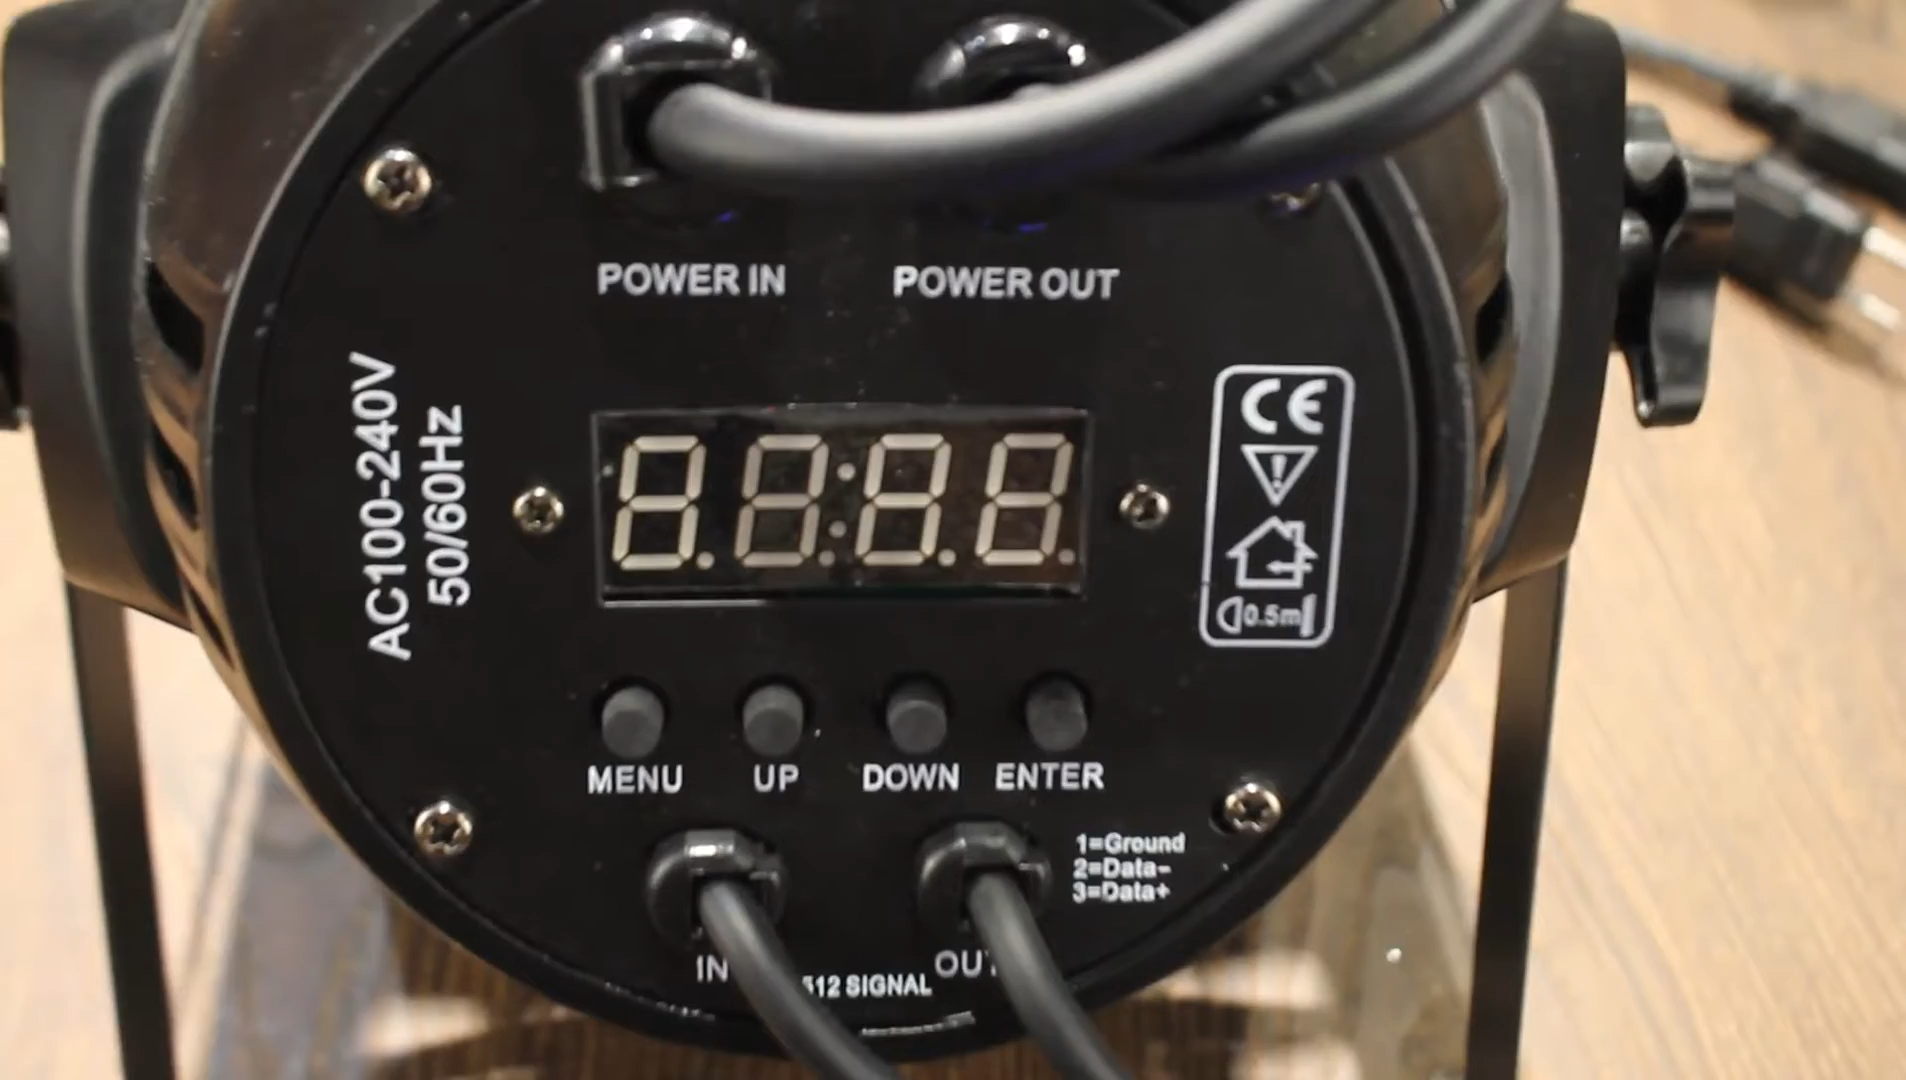 POWER IN
POWER OUT
AC100-240V
50/60Hz
CE
0.5m
MENU
UP
DOWN
ENTER
1=Ground
2=Data-
3=Data+
IN
OUT
512 SIGNAL